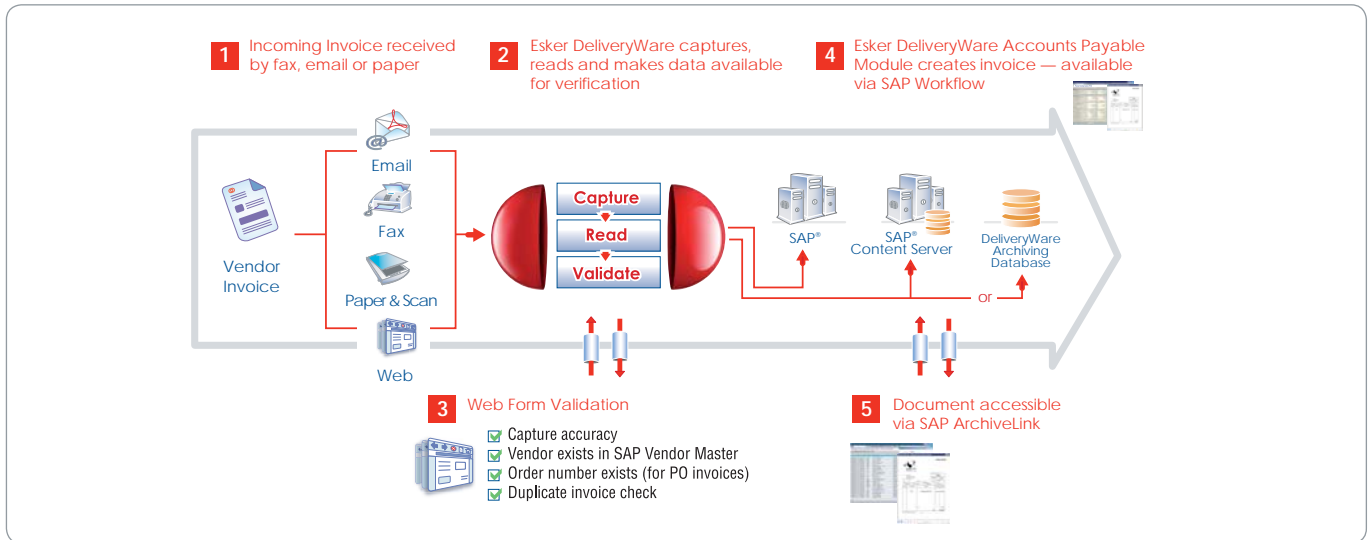 1
Incoming Invoice received
by fax, email or paper
2
Esker DeliveryWare captures,
reads and makes data available
for verification
4
Esker DeliveryWare Accounts Payable
Module creates invoice — available
via SAP Workflow
Vendor
Invoice
@
Email
Fax
Paper & Scan
Web
Capture
Read
Validate
SAP®
SAP®
Content Server
DeliveryWare
Archiving
Database
or
3
Web Form Validation
Capture accuracy
Vendor exists in SAP Vendor Master
Order number exists (for PO invoices)
Duplicate invoice check
5
Document accessible
via SAP ArchiveLink